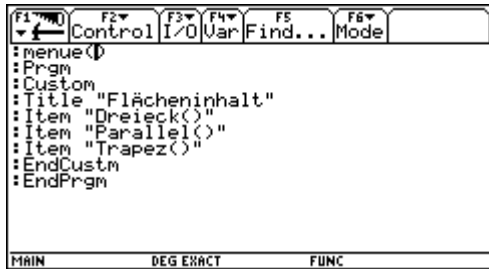 F1 F2 Control F3 I/O F4 Var F5 Find... F6 Mode
:menue()
:Prgm
:Custom
:Title "Flächeninhalt"
:Item "Dreieck()"
:Item "Parallel()"
:Item "Trapez()"
:EndCustm
:EndPrgm
MAIN DEG EXACT FUNC